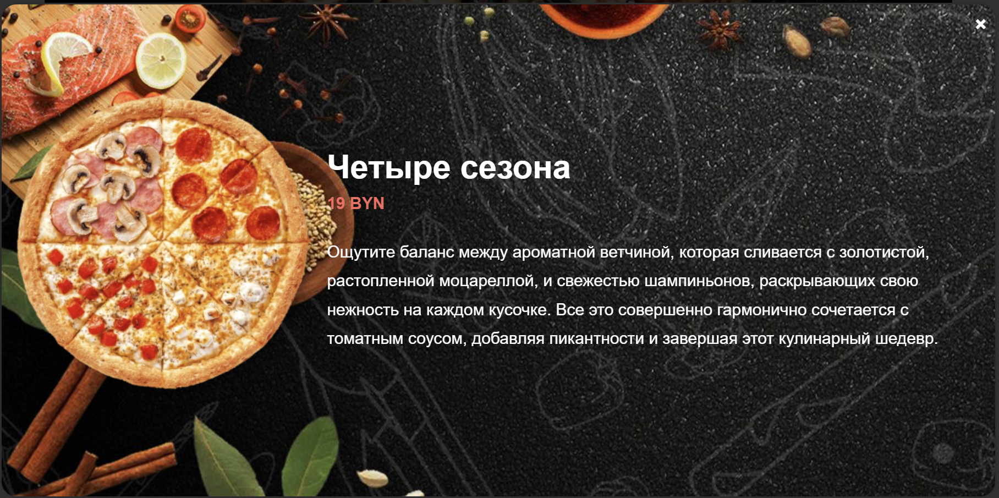 Четыре сезона
19 BYN
Ощутите баланс между ароматной ветчиной, которая сливается с золотистой,
растопленной моцареллой, и свежестью шампиньонов, раскрывающих свою
нежность на каждом кусочке. Все это совершенно гармонично сочетается с
томатным соусом, добавляя пикантности и завершая этот кулинарный шедевр.